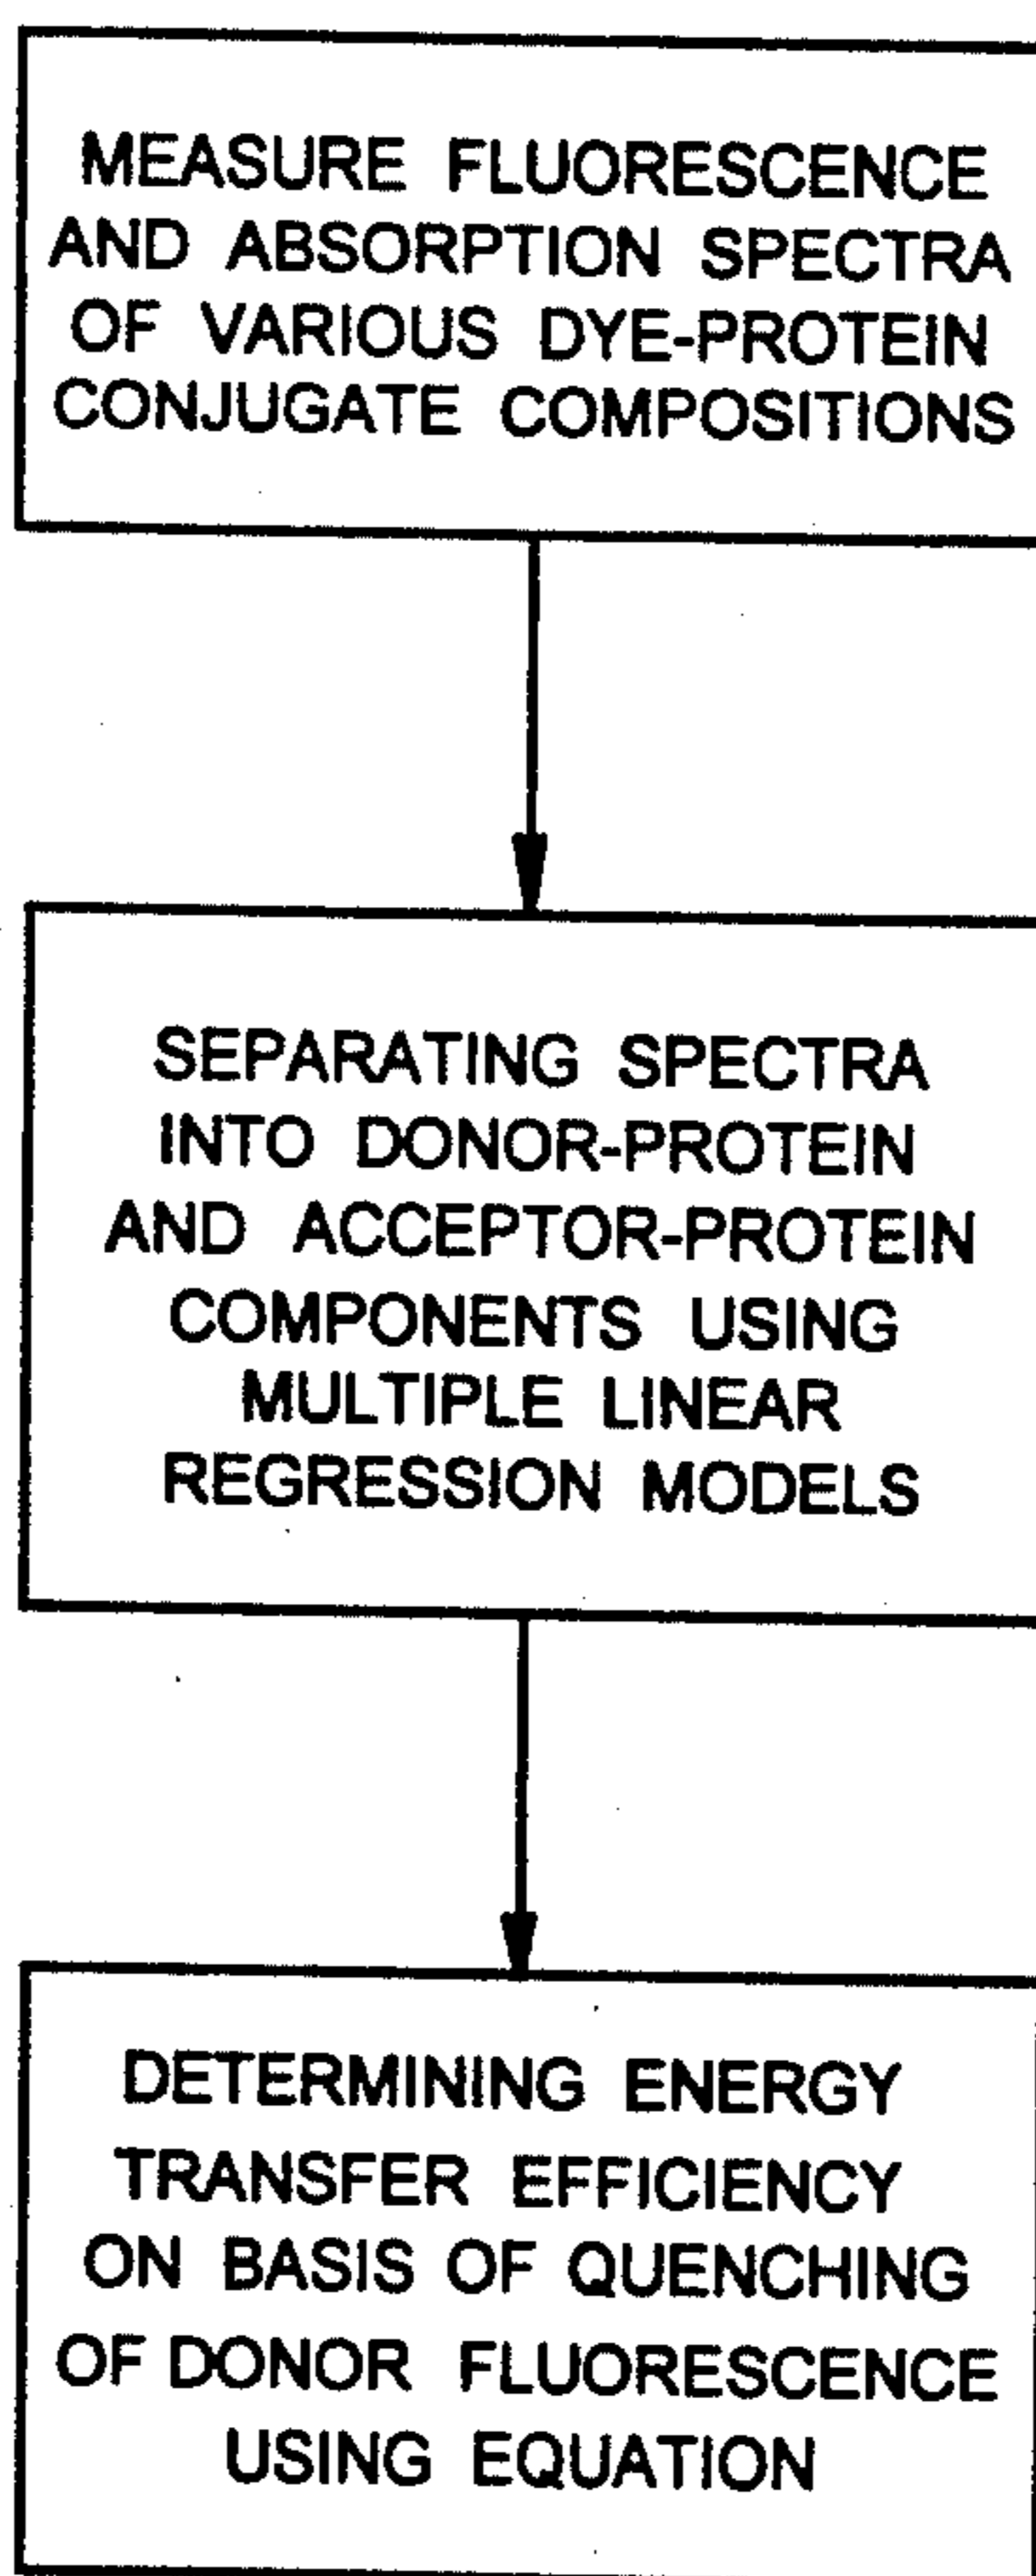 MEASURE FLUORESCENCE
AND ABSORPTION SPECTRA
OF VARIOUS DYE-PROTEIN
CONJUGATE COMPOSITIONS
SEPARATING SPECTRA
INTO DONOR-PROTEIN
AND ACCEPTOR-PROTEIN
COMPONENTS USING
MULTIPLE LINEAR
REGRESSION MODELS
DETERMINING ENERGY
TRANSFER EFFICIENCY
ON BASIS OF QUENCHING
OF DONOR FLUORESCENCE
USING EQUATION